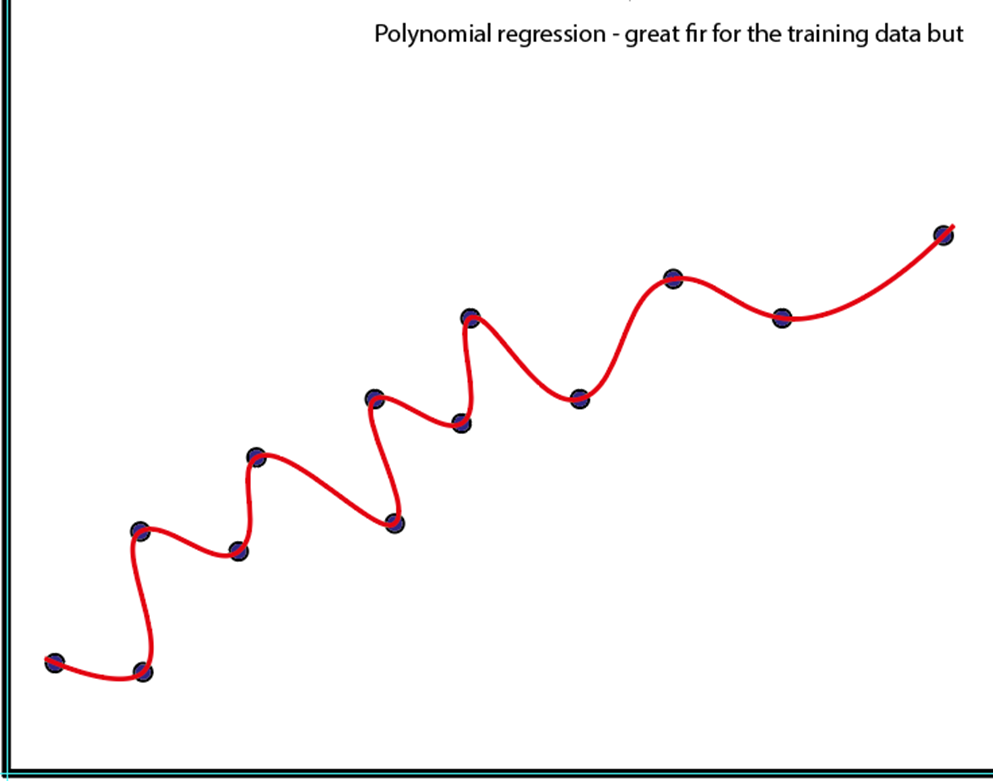 Polynomial regression - great fir for the training data but